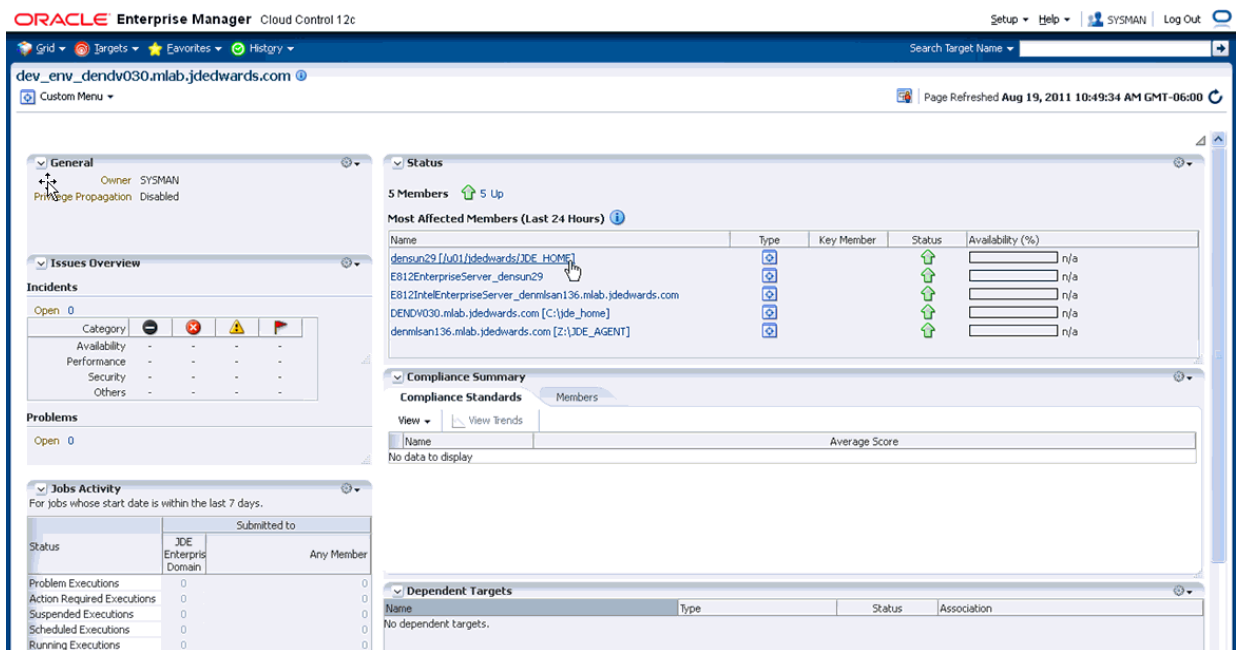 ORACLE Enterprise Manager Cloud Control 12c
Setup Help SYSMAN Log Out
Grid Targets Favorites History Search Target Name
dev_env_dendv030.mlab.jdedwards.com
Custom Menu Page Refreshed Aug 19, 2011 10:49:34 AM GMT-06:00
General
Owner SYSMAN
Privilege Propagation Disabled
Issues Overview
Incidents
Open 0
Category
Availability - - - -
Performance - - - -
Security - - - -
Others - - - -
Problems
Open 0
Jobs Activity
For jobs whose start date is within the last 7 days.
Submitted to
Status JDE Enterpris Domain Any Member
Problem Executions 0 0
Action Required Executions 0 0
Suspended Executions 0 0
Scheduled Executions 0 0
Running Executions 0 0
Status
5 Members 5 Up
Most Affected Members (Last 24 Hours)
Name Type Key Member Status Availability (%)
densun29 [/u01/jdedwards/JDE_HOME] n/a
E812EnterpriseServer_densun29 n/a
E812IntelEnterpriseServer_denmlsan136.mlab.jdedwards.com n/a
DENDV030.mlab.jdedwards.com [C:\jde_home] n/a
denmlsan136.mlab.jdedwards.com [Z:\JDE_AGENT] n/a
Compliance Summary
Compliance Standards Members
View View Trends
Name Average Score
No data to display
Dependent Targets
Name Type Status Association
No dependent targets.